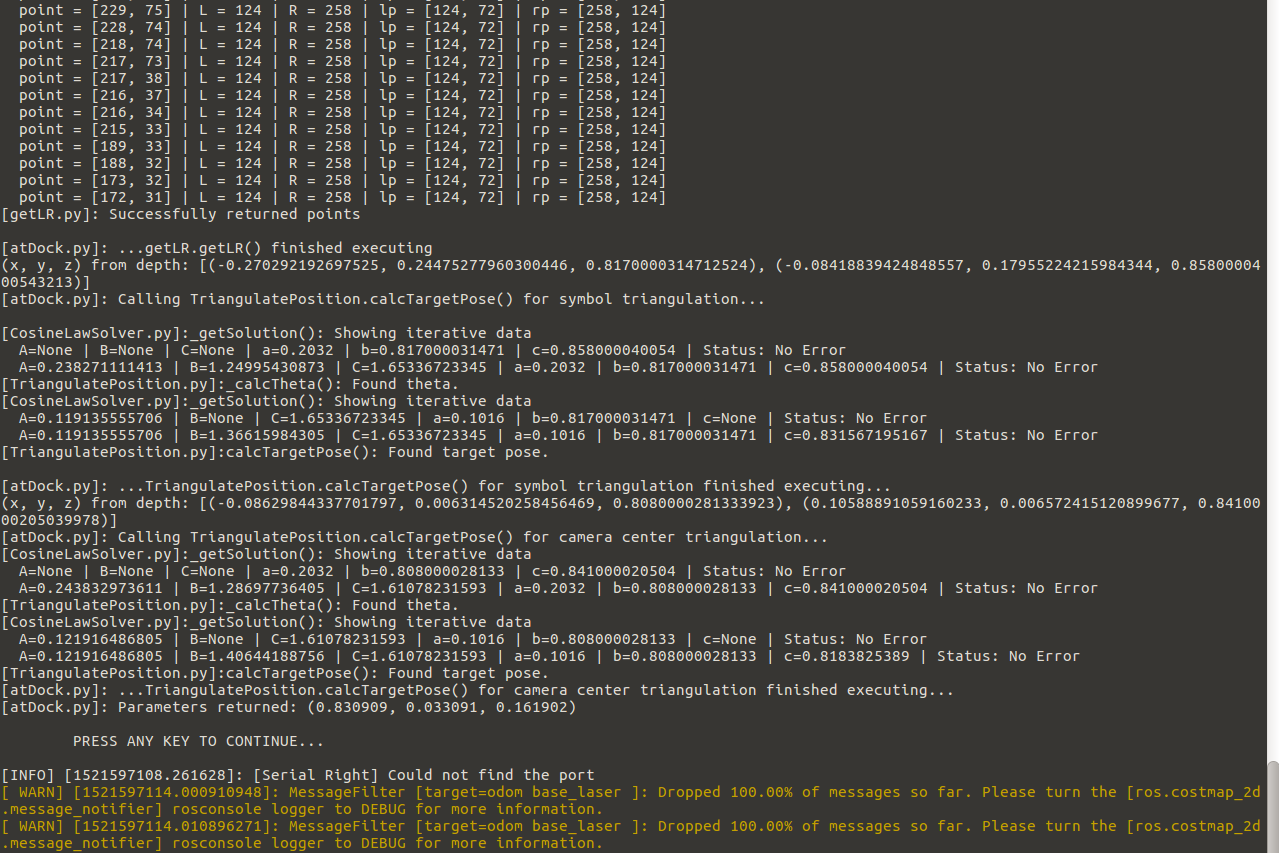 point = [229, 75] | L = 124 | R = 258 | lp = [124, 72] | rp = [258, 124]
point = [228, 74] | L = 124 | R = 258 | lp = [124, 72] | rp = [258, 124]
point = [218, 74] | L = 124 | R = 258 | lp = [124, 72] | rp = [258, 124]
point = [217, 73] | L = 124 | R = 258 | lp = [124, 72] | rp = [258, 124]
point = [217, 38] | L = 124 | R = 258 | lp = [124, 72] | rp = [258, 124]
point = [216, 37] | L = 124 | R = 258 | lp = [124, 72] | rp = [258, 124]
point = [216, 34] | L = 124 | R = 258 | lp = [124, 72] | rp = [258, 124]
point = [215, 33] | L = 124 | R = 258 | lp = [124, 72] | rp = [258, 124]
point = [189, 33] | L = 124 | R = 258 | lp = [124, 72] | rp = [258, 124]
point = [188, 32] | L = 124 | R = 258 | lp = [124, 72] | rp = [258, 124]
point = [173, 32] | L = 124 | R = 258 | lp = [124, 72] | rp = [258, 124]
point = [172, 31] | L = 124 | R = 258 | lp = [124, 72] | rp = [258, 124]
[getLR.py]: Successfully returned points
[atDock.py]: ...getLR.getLR() finished executing
(x, y, z) from depth: [(-0.270292192697525, 0.24475277960300446, 0.8170000314712524), (-0.08418839424848557, 0.17955224215984344, 0.85800004
00543213)]
[atDock.py]: Calling TriangulatePosition.calcTargetPose() for symbol triangulation...
[CosineLawSolver.py]:_getSolution(): Showing iterative data
A=None | B=None | C=None | a=0.2032 | b=0.817000031471 | c=0.858000040054 | Status: No Error
A=0.238271111413 | B=1.24995430873 | C=1.65336723345 | a=0.2032 | b=0.817000031471 | c=0.858000040054 | Status: No Error
[TriangulatePosition.py]:_calcTheta(): Found theta.
[CosineLawSolver.py]:_getSolution(): Showing iterative data
A=0.119135555706 | B=None | C=1.65336723345 | a=0.1016 | b=0.817000031471 | c=None | Status: No Error
A=0.119135555706 | B=1.36615984305 | C=1.65336723345 | a=0.1016 | b=0.817000031471 | c=0.831567195167 | Status: No Error
[TriangulatePosition.py]:calcTargetPose(): Found target pose.
[atDock.py]: ...TriangulatePosition.calcTargetPose() for symbol triangulation finished executing...
(x, y, z) from depth: [(-0.08629844337701797, 0.006314520258456469, 0.8080000281333923), (0.10588891059160233, 0.006572415120899677, 0.8410
000205039978)]
[atDock.py]: Calling TriangulatePosition.calcTargetPose() for camera center triangulation...
[CosineLawSolver.py]:_getSolution(): Showing iterative data
A=None | B=None | C=None | a=0.2032 | b=0.808000028133 | c=0.841000020504 | Status: No Error
A=0.243832973611 | B=1.28697736405 | C=1.61078231593 | a=0.2032 | b=0.808000028133 | c=0.841000020504 | Status: No Error
[TriangulatePosition.py]:_calcTheta(): Found theta.
[CosineLawSolver.py]:_getSolution(): Showing iterative data
A=0.121916486805 | B=None | C=1.61078231593 | a=0.1016 | b=0.808000028133 | c=None | Status: No Error
A=0.121916486805 | B=1.40644188756 | C=1.61078231593 | a=0.1016 | b=0.808000028133 | c=0.8183825389 | Status: No Error
[TriangulatePosition.py]:calcTargetPose(): Found target pose.
[atDock.py]: ...TriangulatePosition.calcTargetPose() for camera center triangulation finished executing...
[atDock.py]: Parameters returned: (0.830909, 0.033091, 0.161902)
PRESS ANY KEY TO CONTINUE...
[INFO] [1521597108.261628]: [Serial Right] Could not find the port
[ WARN] [1521597114.000910948]: MessageFilter [target=odom base_laser ]: Dropped 100.00% of messages so far. Please turn the [ros.costmap_2d
.message_notifier] rosconsole logger to DEBUG for more information.
[ WARN] [1521597114.010896271]: MessageFilter [target=odom base_laser ]: Dropped 100.00% of messages so far. Please turn the [ros.costmap_2d
.message_notifier] rosconsole logger to DEBUG for more information.